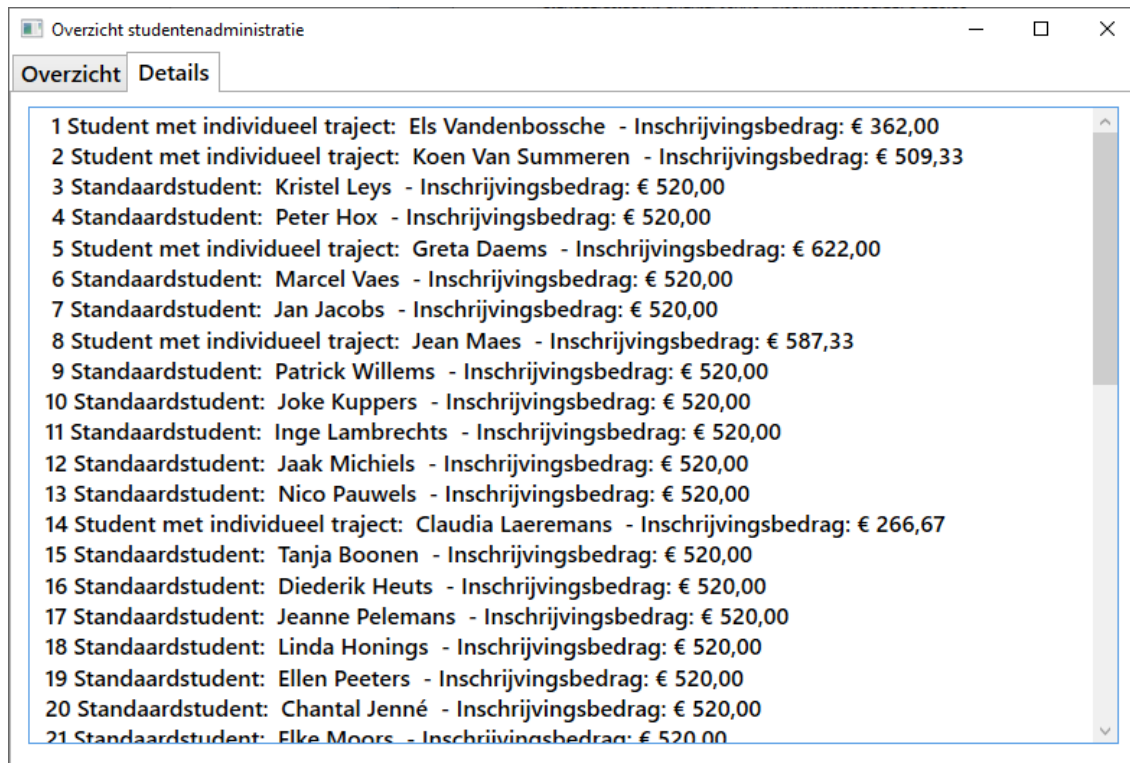 Overzicht studentenadministratie
Overzicht Details
1 Student met individueel traject: Els Vandenbossche - Inschrijvingsbedrag: € 362,00
2 Student met individueel traject: Koen Van Summeren - Inschrijvingsbedrag: € 509,33
3 Standaardstudent: Kristel Leys - Inschrijvingsbedrag: € 520,00
4 Standaardstudent: Peter Hox - Inschrijvingsbedrag: € 520,00
5 Student met individueel traject: Greta Daems - Inschrijvingsbedrag: € 622,00
6 Standaardstudent: Marcel Vaes - Inschrijvingsbedrag: € 520,00
7 Standaardstudent: Jan Jacobs - Inschrijvingsbedrag: € 520,00
8 Student met individueel traject: Jean Maes - Inschrijvingsbedrag: € 587,33
9 Standaardstudent: Patrick Willems - Inschrijvingsbedrag: € 520,00
10 Standaardstudent: Joke Kuppers - Inschrijvingsbedrag: € 520,00
11 Standaardstudent: Inge Lambrechts - Inschrijvingsbedrag: € 520,00
12 Standaardstudent: Jaak Michiels - Inschrijvingsbedrag: € 520,00
13 Standaardstudent: Nico Pauwels - Inschrijvingsbedrag: € 520,00
14 Student met individueel traject: Claudia Laeremans - Inschrijvingsbedrag: € 266,67
15 Standaardstudent: Tanja Boonen - Inschrijvingsbedrag: € 520,00
16 Standaardstudent: Diederik Heuts - Inschrijvingsbedrag: € 520,00
17 Standaardstudent: Jeanne Pelemans - Inschrijvingsbedrag: € 520,00
18 Standaardstudent: Linda Honings - Inschrijvingsbedrag: € 520,00
19 Standaardstudent: Ellen Peeters - Inschrijvingsbedrag: € 520,00
20 Standaardstudent: Chantal Jenné - Inschrijvingsbedrag: € 520,00
21 Standaardstudent: Elke Moors - Inschrijvingsbedrag: € 520,00